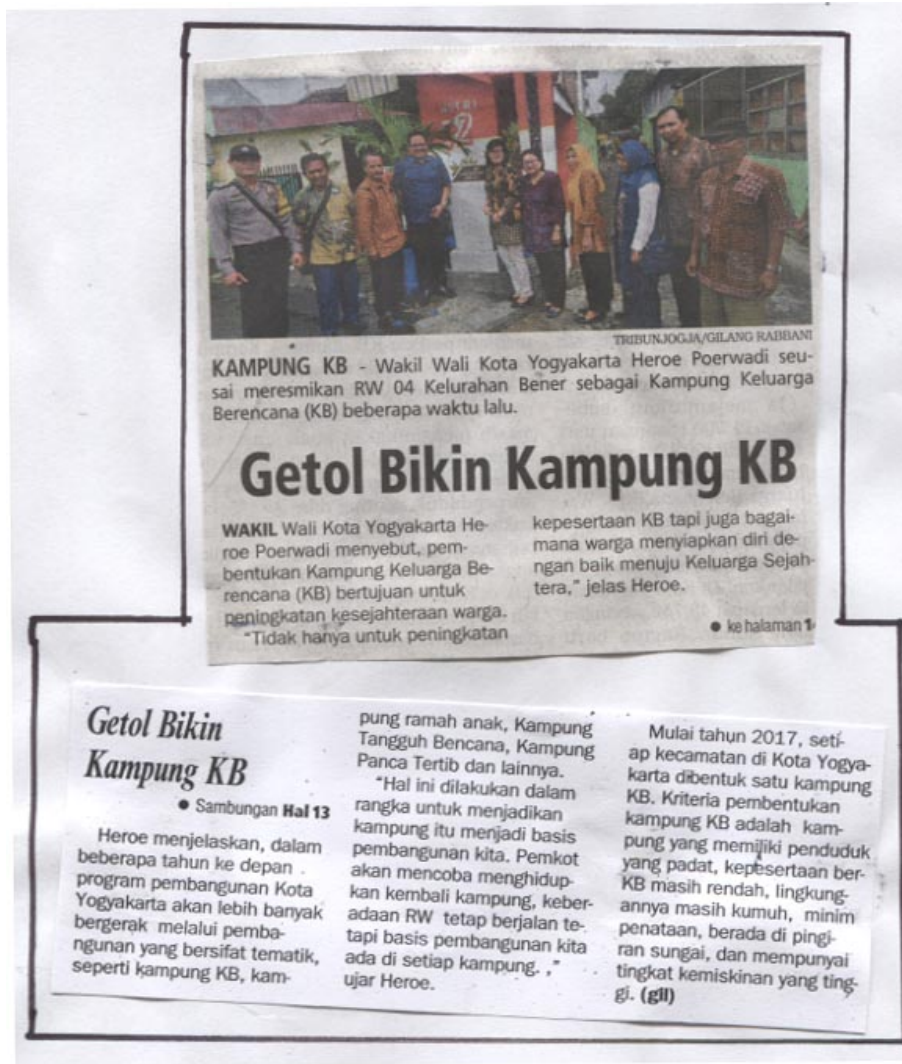 TRIBUNJOGJA/GILANG RABBANI
KAMPUNG KB - Wakil Wali Kota Yogyakarta Heroe Poerwadi seu-
sai meresmikan RW 04 Kelurahan Bener sebagai Kampung Keluarga
Berencana (KB) beberapa waktu lalu.
Getol Bikin Kampung KB
WAKIL Wali Kota Yogyakarta He-
roe Poerwadi menyebut, pem-
bentukan Kampung Keluarga Be-
rencana (KB) bertujuan untuk
peningkatan kesejahteraan warga.
"Tidak hanya untuk peningkatan
kepesertaan KB tapi juga bagai-
mana warga menyiapkan diri de-
ngan baik menuju Keluarga Sejah-
tera," jelas Heroe.
● ke halaman 1
Getol Bikin
Kampung KB
● Sambungan Hal 13
Heroe menjelaskan, dalam
beberapa tahun ke depan
program pembangunan Kota
Yogyakarta akan lebih banyak
bergerak melalui pemba-
ngunan yang bersifat tematik,
seperti kampung KB, kam-
pung ramah anak, Kampung
Tangguh Bencana, Kampung
Panca Tertib dan lainnya.
"Hal ini dilakukan dalam
rangka untuk menjadikan
kampung itu menjadi basis
pembangunan kita. Pemkot
akan mencoba menghidup-
kan kembali kampung, keber-
adaan RW tetap berjalan te-
tapi basis pembangunan kita
ada di setiap kampung. ,"
ujar Heroe.
Mulai tahun 2017, seti-
ap kecamatan di Kota Yogya-
karta dibentuk satu kampung
KB. Kriteria pembentukan
kampung KB adalah kam-
pung yang memiliki penduduk
yang padat, kepesertaan ber-
KB masih rendah, lingkung-
annya masih kumuh, minim
penataan, berada di pingi-
ran sungai, dan mempunyai
tingkat kemiskinan yang ting-
gi. (gil)